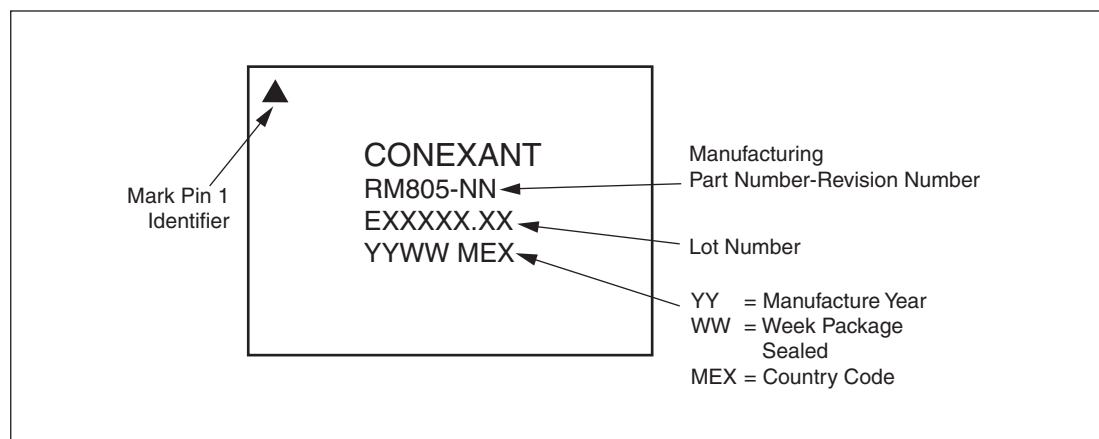 CONEXANT
RM805-NN
EXXXXX.XX
YYWW MEX
Mark Pin 1
Identifier
Manufacturing
Part Number-Revision Number
Lot Number
YY = Manufacture Year
WW = Week Package
Sealed
MEX = Country Code